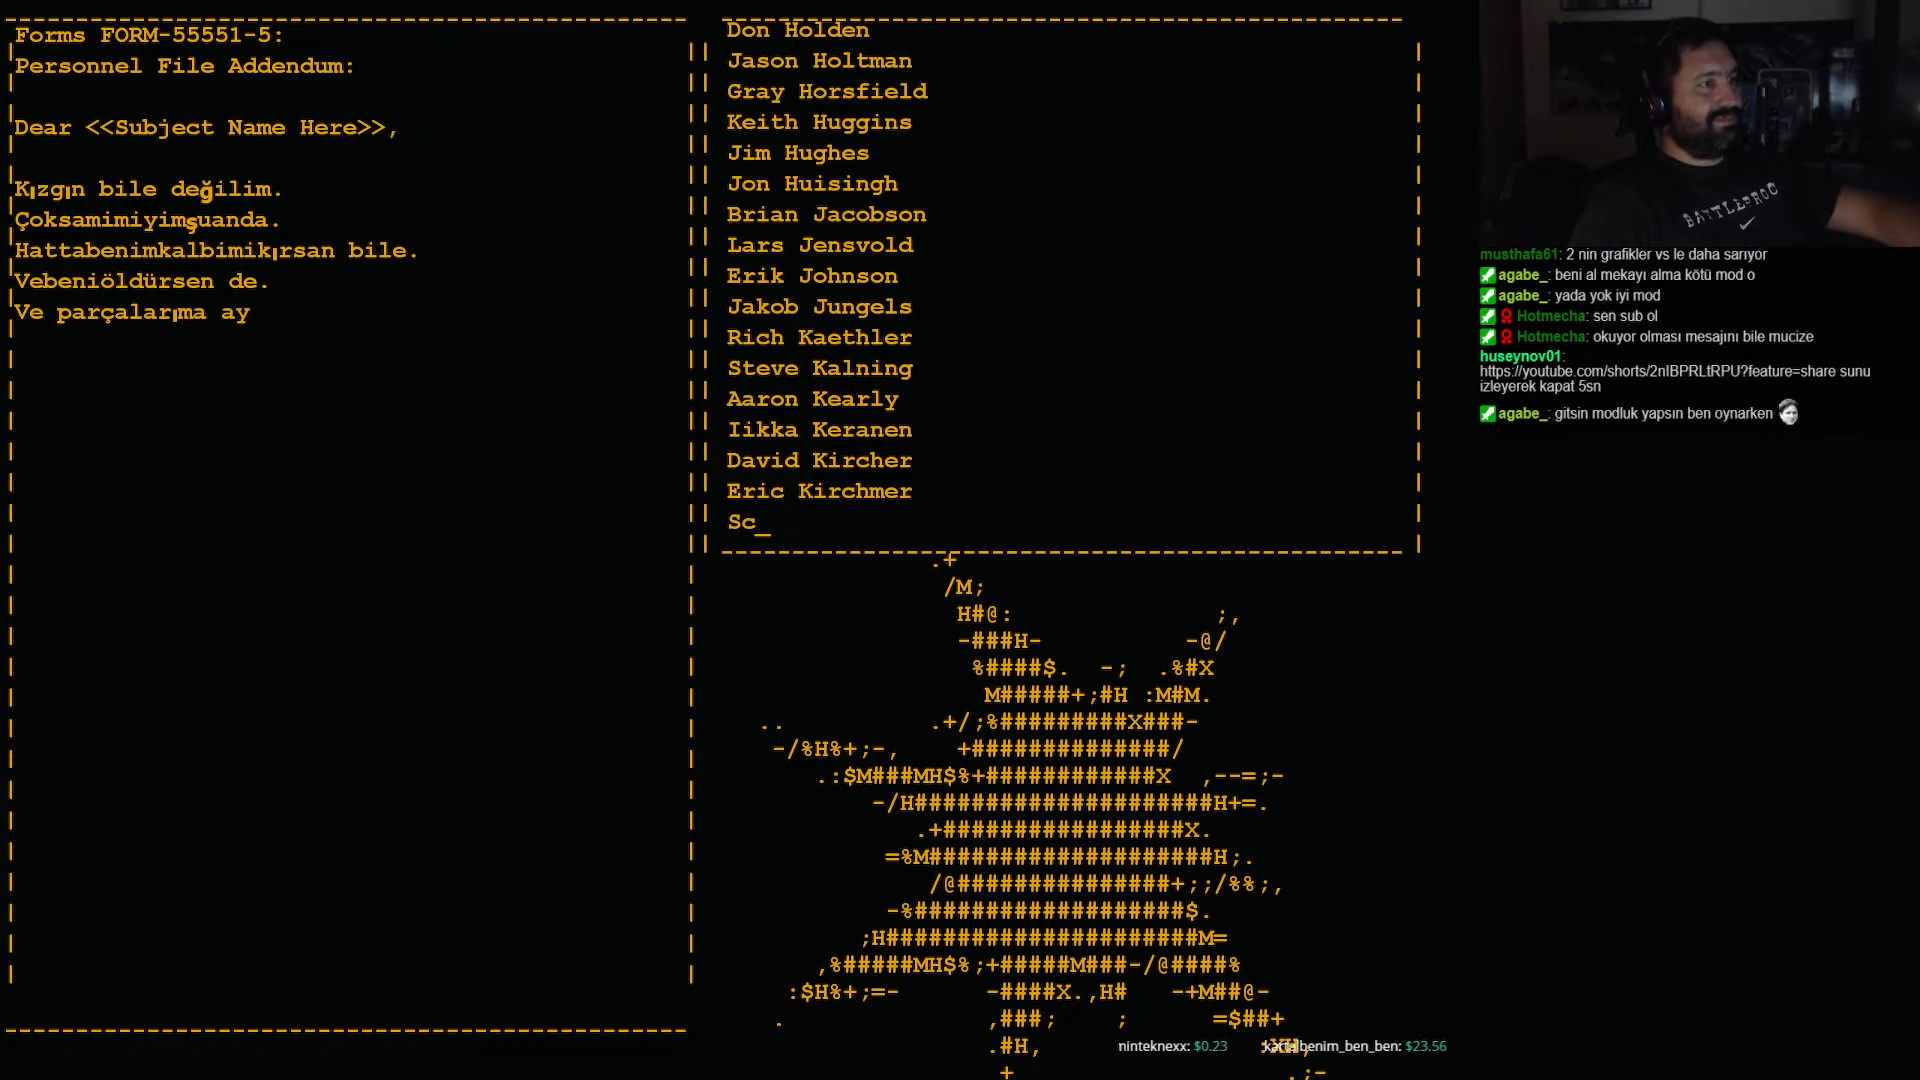 Forms FORM-55551-5:
Personnel File Addendum:
Dear <<Subject Name Here>>,
Kızgın bile değilim.
Çoksamimiyimşuanda.
Hattabenimkalbimikırsan bile.
Vebeniöldürsen de.
Ve parçalarıma ay
Don Holden
Jason Holtman
Gray Horsfield
Keith Huggins
Jim Hughes
Jon Huisingh
Brian Jacobson
Lars Jensvold
Erik Johnson
Jakob Jungels
Rich Kaethler
Steve Kalning
Aaron Kearly
Iikka Keranen
David Kircher
Eric Kirchmer
Sc_
BATTLEPROG
musthafa61: 2 nin grafikler vs le daha sarıyor
agabe_: beni al mekayı alma kötü mod o
agabe_: yada yok iyi mod
Hotmecha: sen sub ol
Hotmecha: okuyor olması mesajını bile mucize
huseynov01:
https://youtube.com/shorts/2nIBPRLtRPU?feature=share sunu
izleyerek kapat 5sn
agabe_: gitsin modluk yapsın ben oynarken
ninteknexx: $0.23
kartalbenim_ben_ben: $23.56